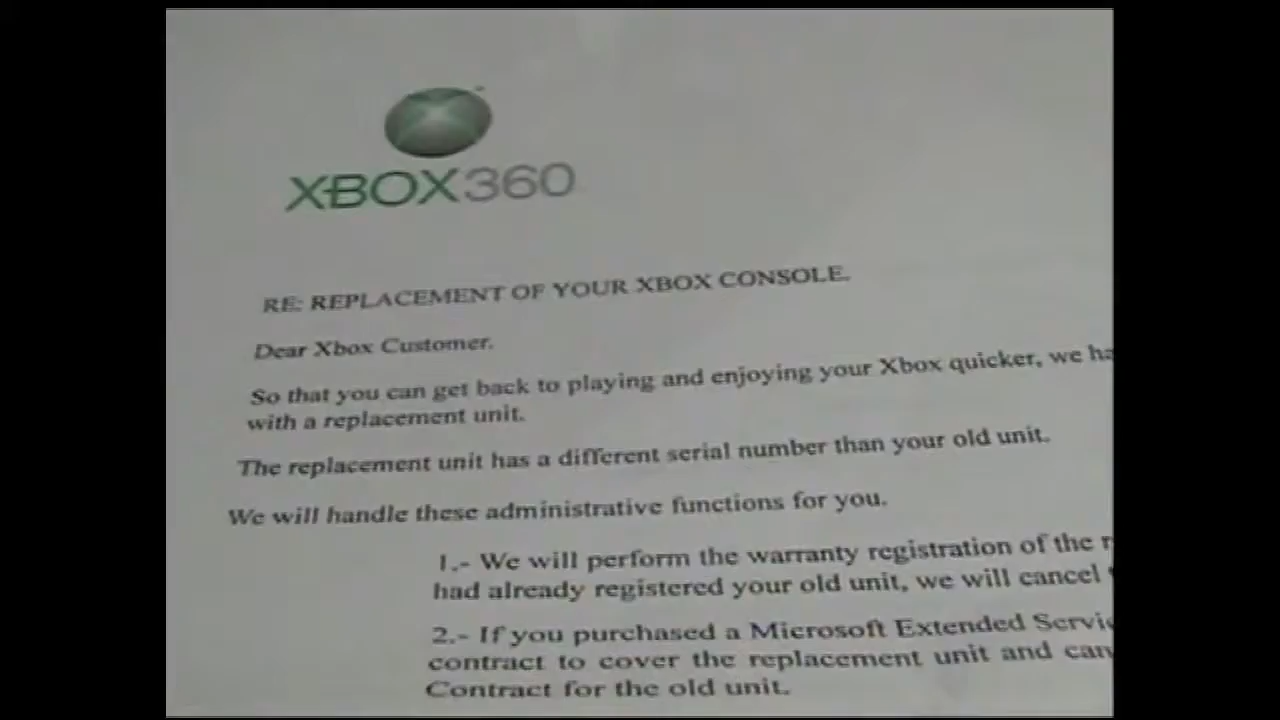 XBOX360
RE: REPLACEMENT OF YOUR XBOX CONSOLE.
Dear Xbox Customer.
So that you can get back to playing and enjoying your Xbox quicker, we ha
with a replacement unit.
The replacement unit has a different serial number than your old unit.
We will handle these administrative functions for you.
1.- We will perform the warranty registration of the r
had already registered your old unit, we will cancel
2.- If you purchased a Microsoft Extended Servic
contract to cover the replacement unit and can
Contract for the old unit.